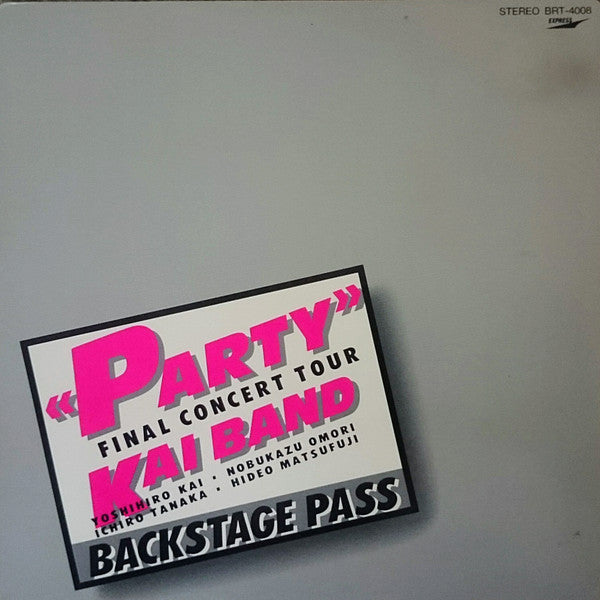 STEREO BRT-4008
EXPRESS
«PARTY»
FINAL CONCERT TOUR
KAI BAND
YOSHIHIRO KAI · NOBUKAZU OMORI
ICHIRO TANAKA · HIDEO MATSUFUJI
BACKSTAGE PASS